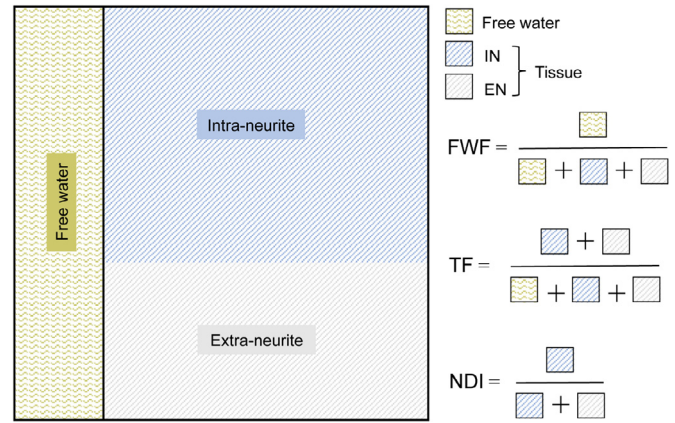 Free water
Intra-neurite
Extra-neurite
Free water
IN
EN
Tissue
FWF =
+ +
TF =
+
+ +
NDI =
+